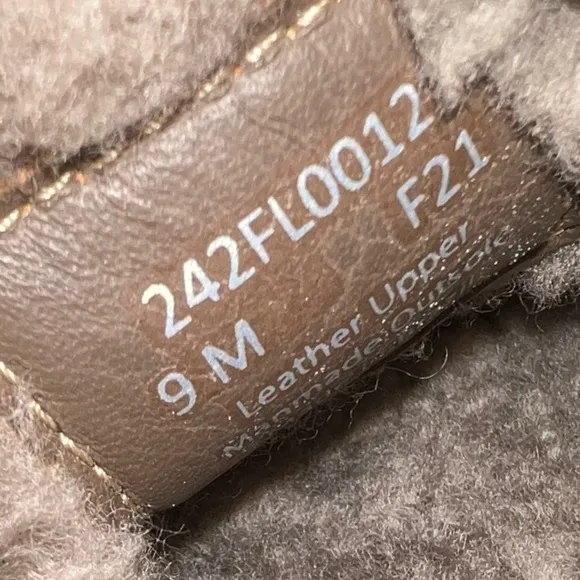 242FL0012
F21
9 M
Leather Upper
Manmade Outsole